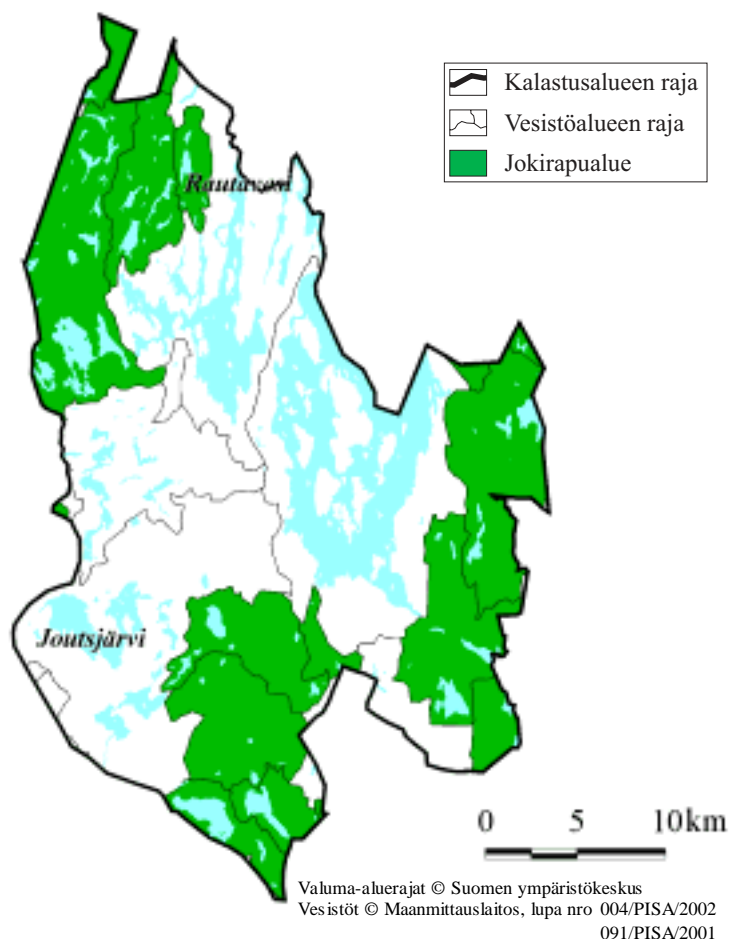 Kalastusalueen raja
Vesistöalueen raja
Jokirapualue
Rautavesi
Joutsjärvi
0 5 10km
Valuma-aluerajat © Suomen ympäristökeskus
Vesistöt © Maanmittauslaitos, lupa nro 004/PISA/2002
091/PISA/2001